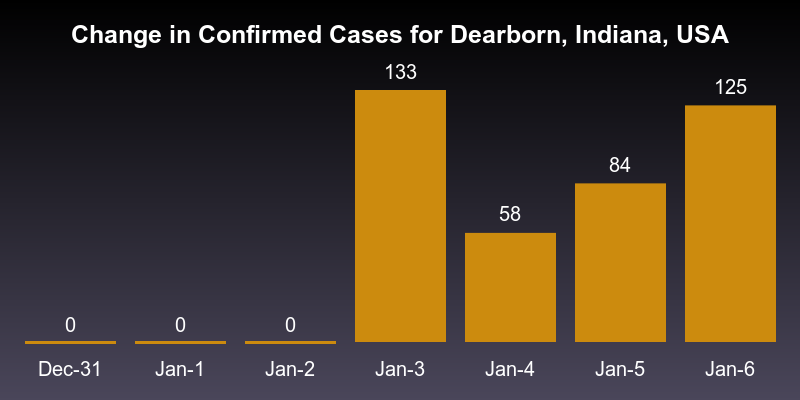 Change in Confirmed Cases for Dearborn, Indiana, USA
133
125
84
58
0 0 0
Dec-31 Jan-1 Jan-2 Jan-3 Jan-4 Jan-5 Jan-6